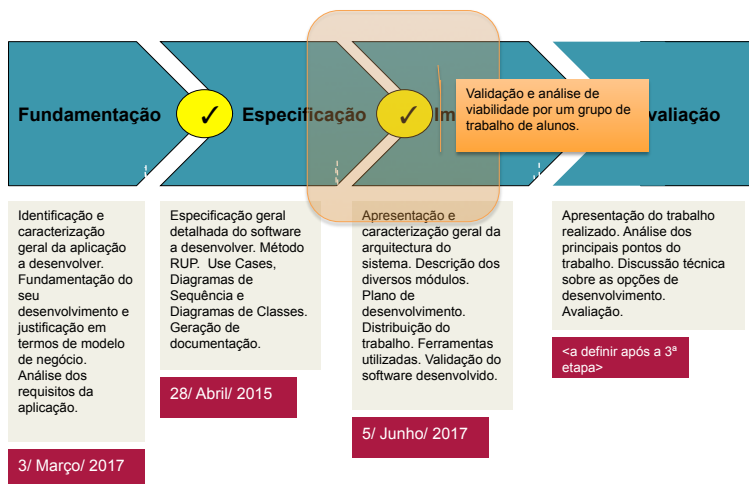 Fundamentação
✓
Especificação
✓
Im
valiação
Validação e análise de
viabilidade por um grupo de
trabalho de alunos.
Identificação e
caracterização
geral da aplicação
a desenvolver.
Fundamentação do
seu
desenvolvimento e
justificação em
termos de modelo
de negócio.
Análise dos
requisitos da
aplicação.
3/ Março/ 2017
Especificação geral
detalhada do software
a desenvolver. Método
RUP. Use Cases,
Diagramas de
Sequência e
Diagramas de Classes.
Geração de
documentação.
28/ Abril/ 2015
Apresentação e
caracterização geral da
arquitectura do
sistema. Descrição dos
diversos módulos.
Plano de
desenvolvimento.
Distribuição do
trabalho. Ferramentas
utilizadas. Validação do
software desenvolvido.
5/ Junho/ 2017
Apresentação do trabalho
realizado. Análise dos
principais pontos do
trabalho. Discussão técnica
sobre as opções de
desenvolvimento.
Avaliação.
<a definir após a 3ª
etapa>